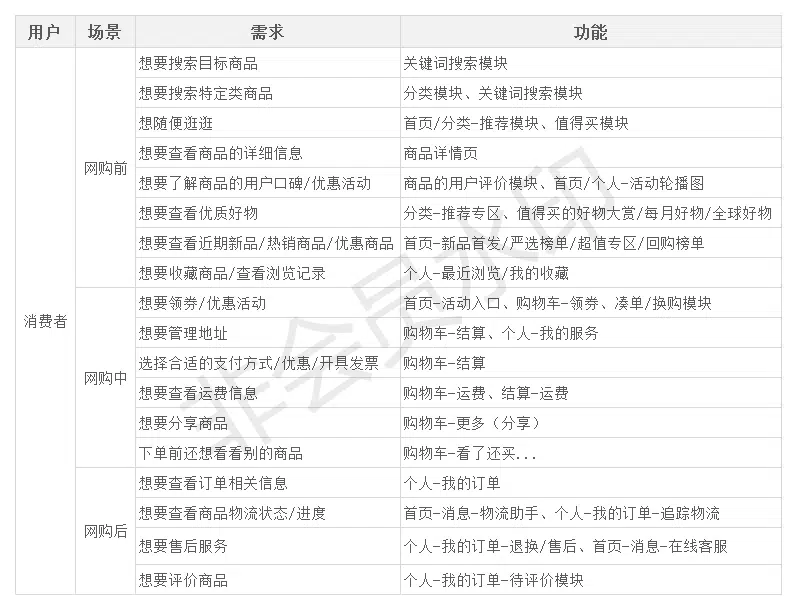 用户 场景 需求 功能
消费者
网购前
想要搜索目标商品 关键词搜索模块
想要搜索特定类商品 分类模块、关键词搜索模块
想随便逛逛 首页/分类-推荐模块、值得买模块
想要查看商品的详细信息 商品详情页
想要了解商品的用户口碑/优惠活动 商品的用户评价模块、首页/个人-活动轮播图
想要查看优质好物 分类-推荐专区、值得买的好物大赏/每月好物/全球好物
想要查看近期新品/热销商品/优惠商品 首页-新品首发/严选榜单/超值专区/回购榜单
想要收藏商品/查看浏览记录 个人-最近浏览/我的收藏
网购中
想要领券/优惠活动 首页-活动入口、购物车-领券、凑单/换购模块
想要管理地址 购物车-结算、个人-我的服务
选择合适的支付方式/优惠/开具发票 购物车-结算
想要查看运费信息 购物车-运费、结算-运费
想要分享商品 购物车-更多（分享）
下单前还想看看别的商品 购物车-看了还买...
网购后
想要查看订单相关信息 个人-我的订单
想要查看商品物流状态/进度 首页-消息-物流助手、个人-我的订单-追踪物流
想要售后服务 个人-我的订单-退换/售后、首页-消息-在线客服
想要评价商品 个人-我的订单-待评价模块
非会员水印